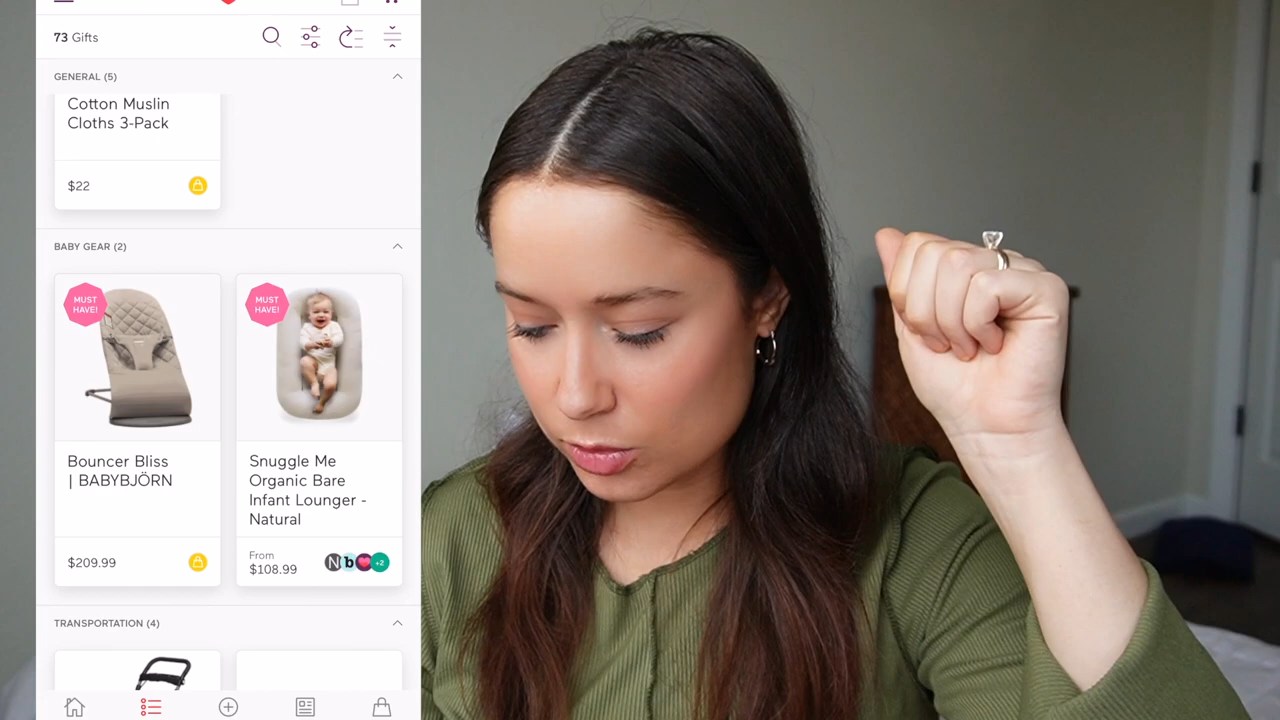 73 Gifts
GENERAL (5)
Cotton Muslin
Cloths 3-Pack
$22
BABY GEAR (2)
MUST
HAVE!
MUST
HAVE!
Bouncer Bliss
| BABYBJÖRN
Snuggle Me
Organic Bare
Infant Lounger -
Natural
$209.99
From
$108.99
N b +2
TRANSPORTATION (4)